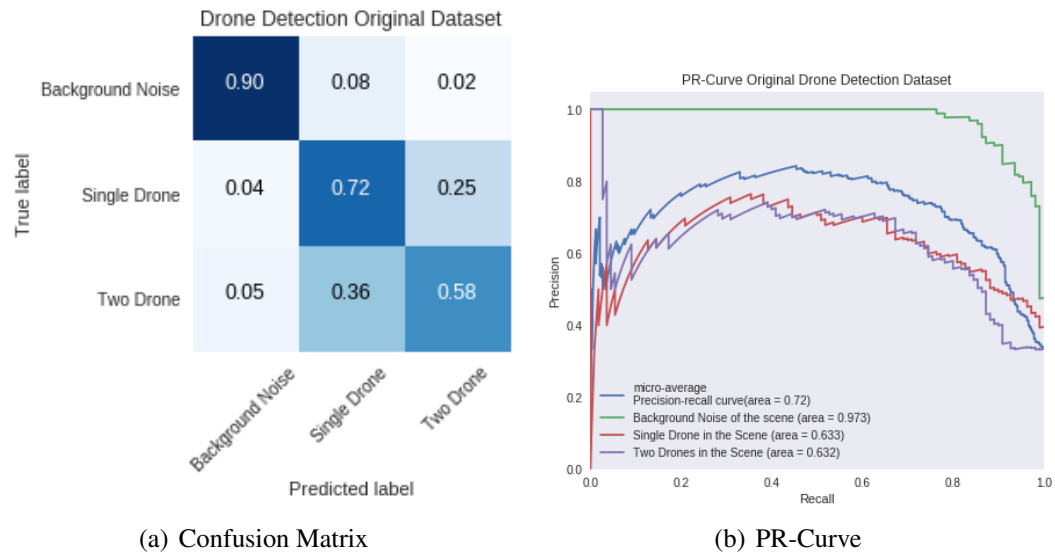 Drone Detection Original Dataset
True label
Background Noise
0.90 0.08 0.02
Single Drone
0.04 0.72 0.25
Two Drone
0.05 0.36 0.58
Background Noise
Single Drone
Two Drone
Predicted label
(a) Confusion Matrix
PR-Curve Original Drone Detection Dataset
Precision
1.0
0.8
0.6
0.4
0.2
0.0
micro-average
Precision-recall curve(area = 0.72)
Background Noise of the scene (area = 0.973)
Single Drone in the Scene (area = 0.633)
Two Drones in the Scene (area = 0.632)
0.0 0.2 0.4 0.6 0.8 1.0
Recall
(b) PR-Curve